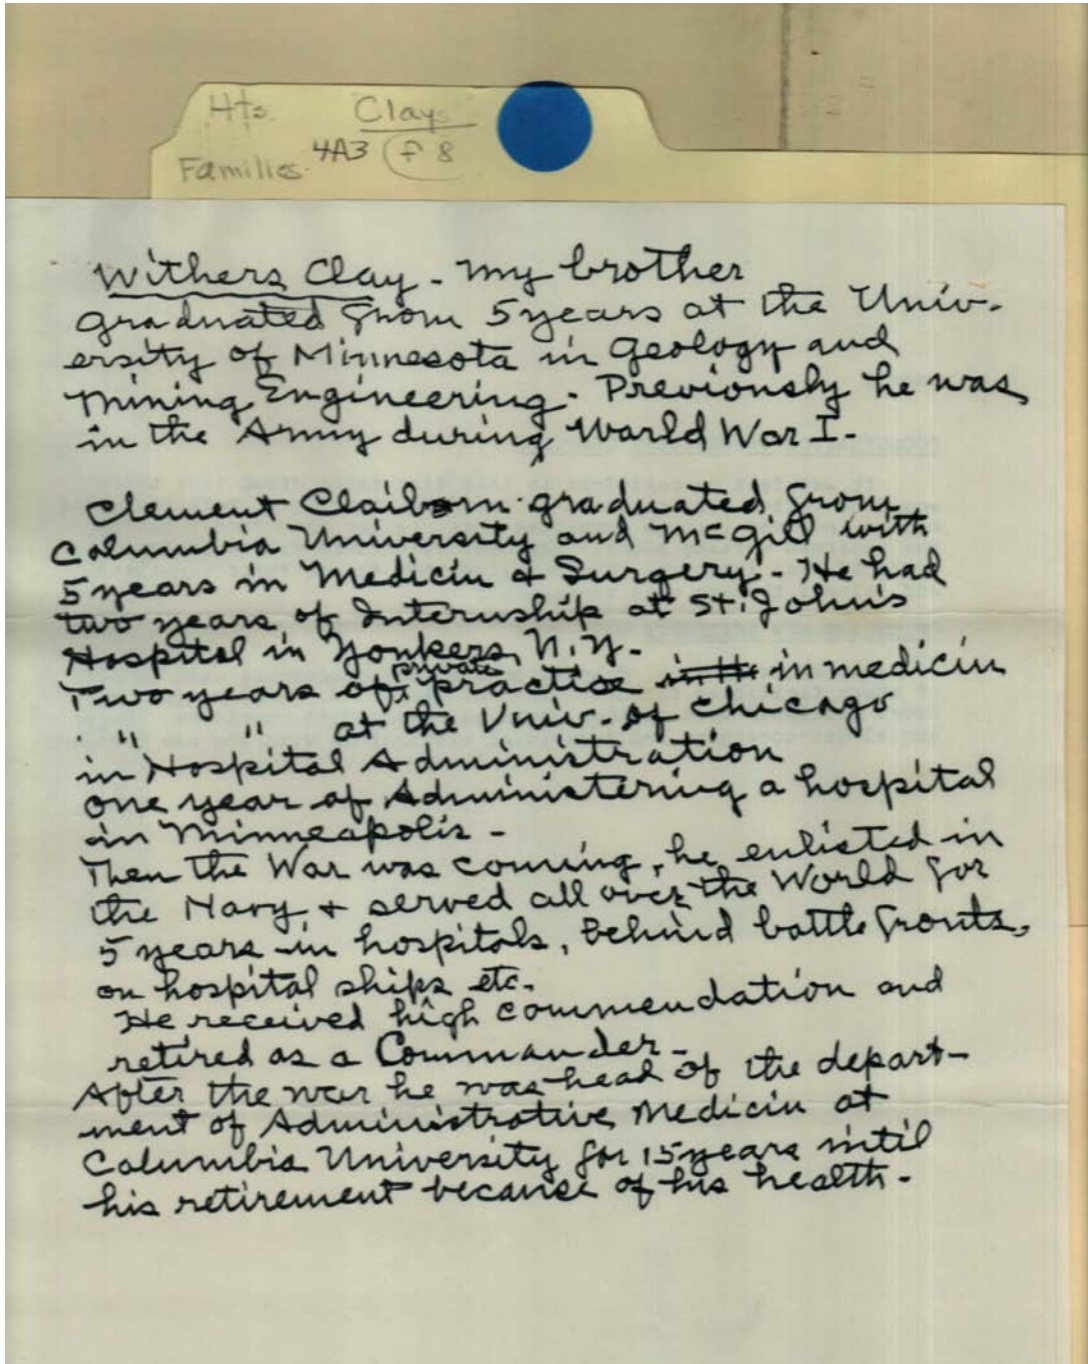 Hts. Clay
4A3 f 8
Families.
Withers Clay - my brother
graduated from 5 years at the Univ-
ersity of Minnesota in Geology and
Mining Engineering - Previously he was
in the Army during World War I -
Clement Claiborn graduated from
Columbia University and McGill with
5 years in Medicin & Surgery - He had
two years of Internship at St. John's
Hospital in Yonkers, N.Y. -
private
Two years of practice in th in medicin
" " at the Univ. of Chicago
in Hospital Administration
one year of Administering a hospital
in Minneapolis -
Then the War was coming, he enlisted in
the Navy, + served all over the World for
5 years in hospitals, behind battle fronts,
on hospital ships etc.
He received high commendation and
retired as a Commander -
After the war he was head of the depart-
ment of Administrative Medicin at
Columbia University for 15 years intil
his retirement because of his health -